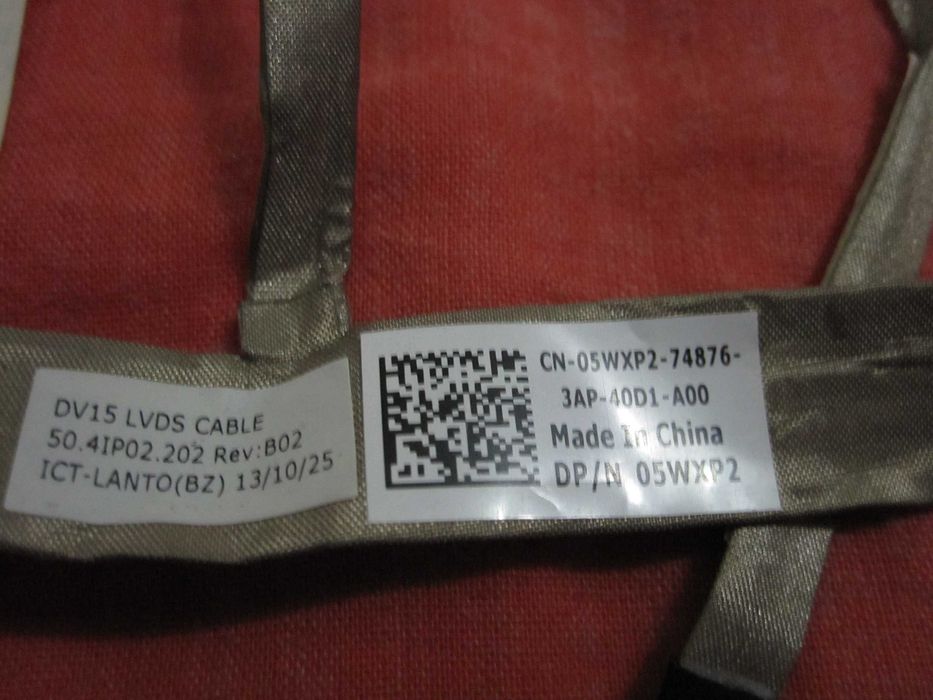 DV15 LVDS CABLE
50.4IP02.202 Rev:B02
ICT-LANTO(BZ) 13/10/25
CN-05WXP2-74876-
3AP-40D1-A00
Made In China
DP/N 05WXP2